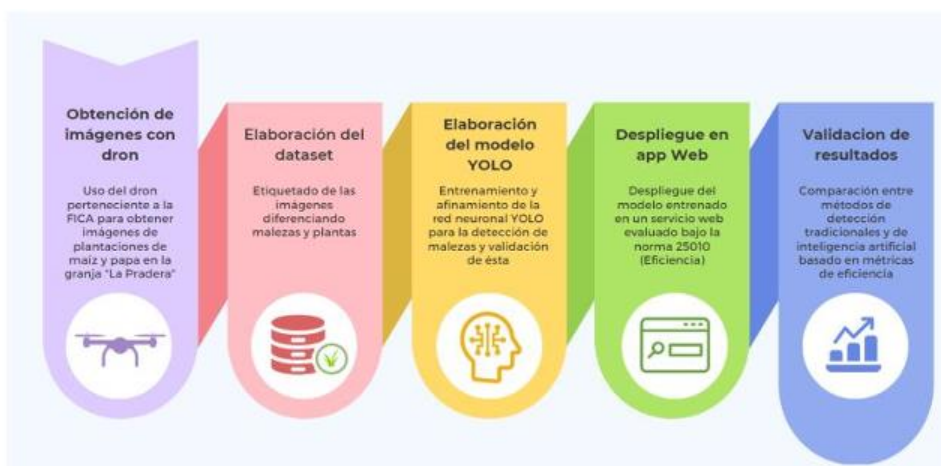 Obtención de
imágenes con
dron
Uso del dron
perteneciente a la
FICA para obtener
imágenes de
plantaciones de
maiz y papa en la
granja "La Pradera"
Elaboración del
dataset
Etiquetado de las
imágenes
diferenciando
malezas y plantas
Elaboración
del modelo
YOLO
Entrenamiento y
afinamiento de la
red neuronal YOLO
para la detección de
malezas y validación
de ésta
Despliegue en
app Web
Despliegue del
modelo entrenado
en un servicio web
evaluado bajo la
norma 25010
(Eficiencia)
Validacion de
resultados
Comparación entre
métodos de
detección
tradicionales y de
inteligencia artificial
basado en métricas
de eficiencia